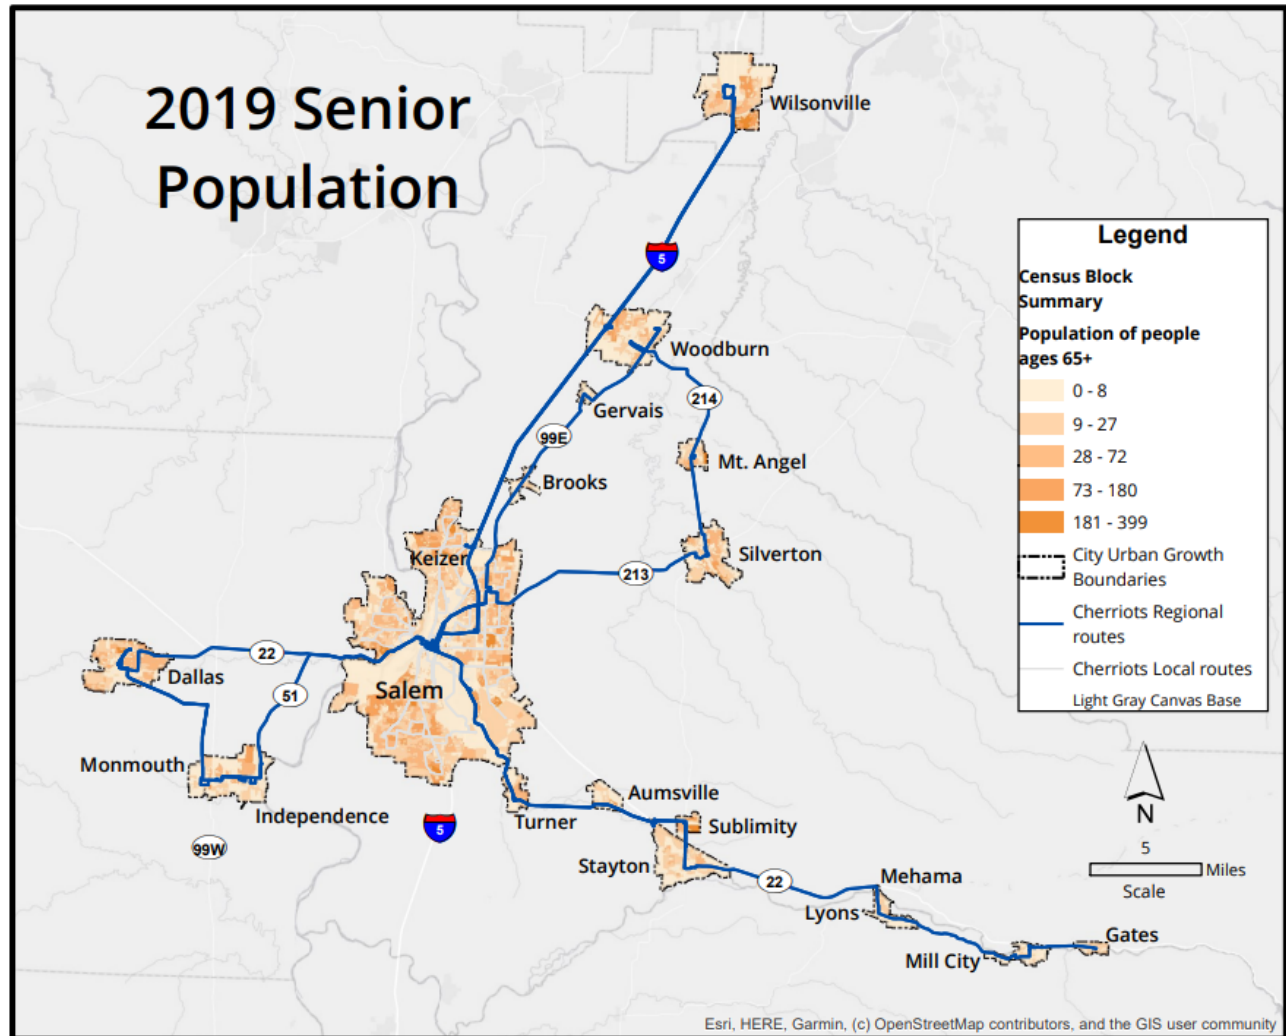 2019 Senior
Population
Wilsonville
5
Legend
Census Block
Summary
Population of people
ages 65+
0 - 8
9 - 27
28 - 72
73 - 180
181 - 399
City Urban Growth
Boundaries
Cherriots Regional
routes
Cherriots Local routes
Light Gray Canvas Base
Woodburn
Gervais
214
99E
Mt. Angel
Brooks
Keizer
Silverton
213
22
Dallas
51
Salem
Monmouth
Independence
Turner
Aumsville
Sublimity
5
99W
Stayton
22
Mehama
Lyons
Gates
Mill City
N
5
Miles
Scale
Esri, HERE, Garmin, (c) OpenStreetMap contributors, and the GIS user community